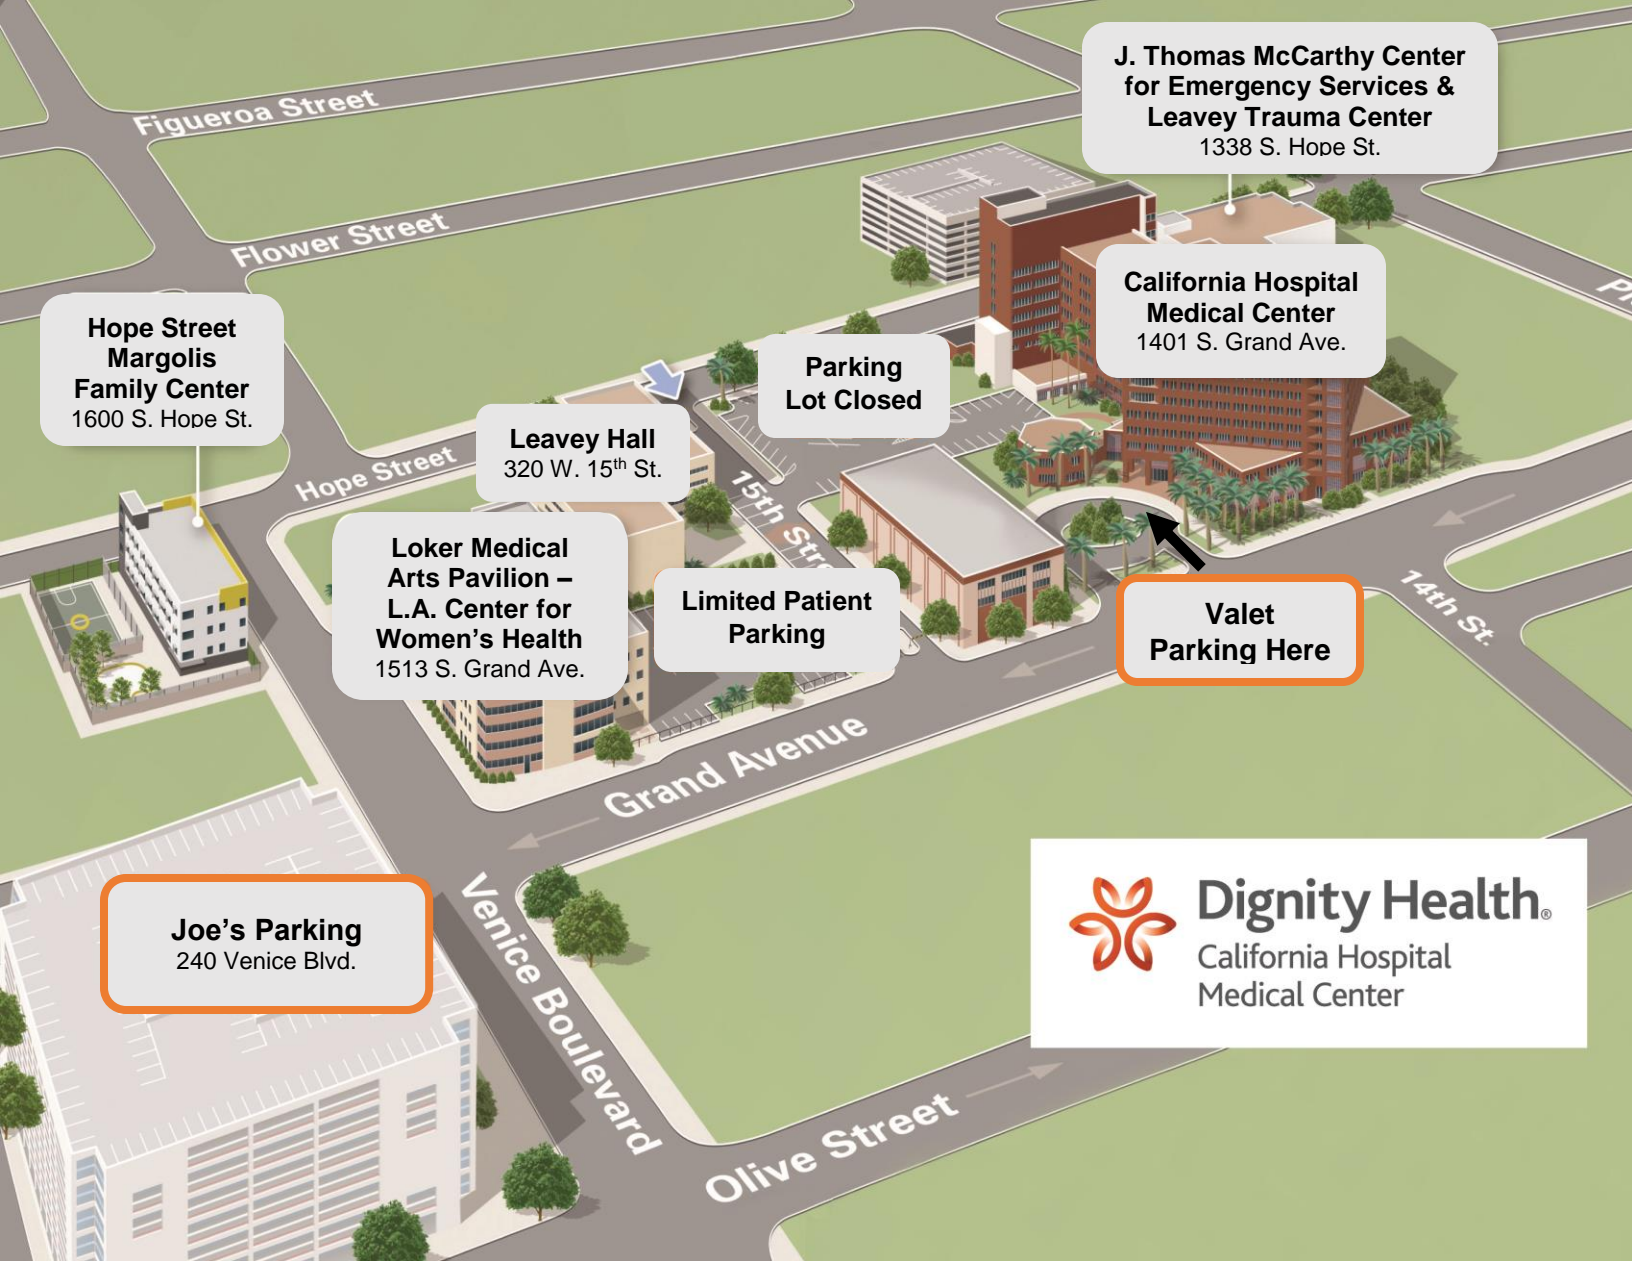 J. Thomas McCarthy Center
for Emergency Services &
Leavey Trauma Center
1338 S. Hope St.
Figueroa Street
Flower Street
California Hospital
Medical Center
1401 S. Grand Ave.
Hope Street
Margolis
Family Center
1600 S. Hope St.
Parking
Lot Closed
Leavey Hall
320 W. 15th St.
Hope Street
15th
Loker Medical
Arts Pavilion –
L.A. Center for
Women's Health
1513 S. Grand Ave.
Limited Patient
Parking
Valet
Parking Here
14th St.
Grand Avenue
Joe's Parking
240 Venice Blvd.
Venice Boulevard
Dignity Health®
California Hospital
Medical Center
Olive Street